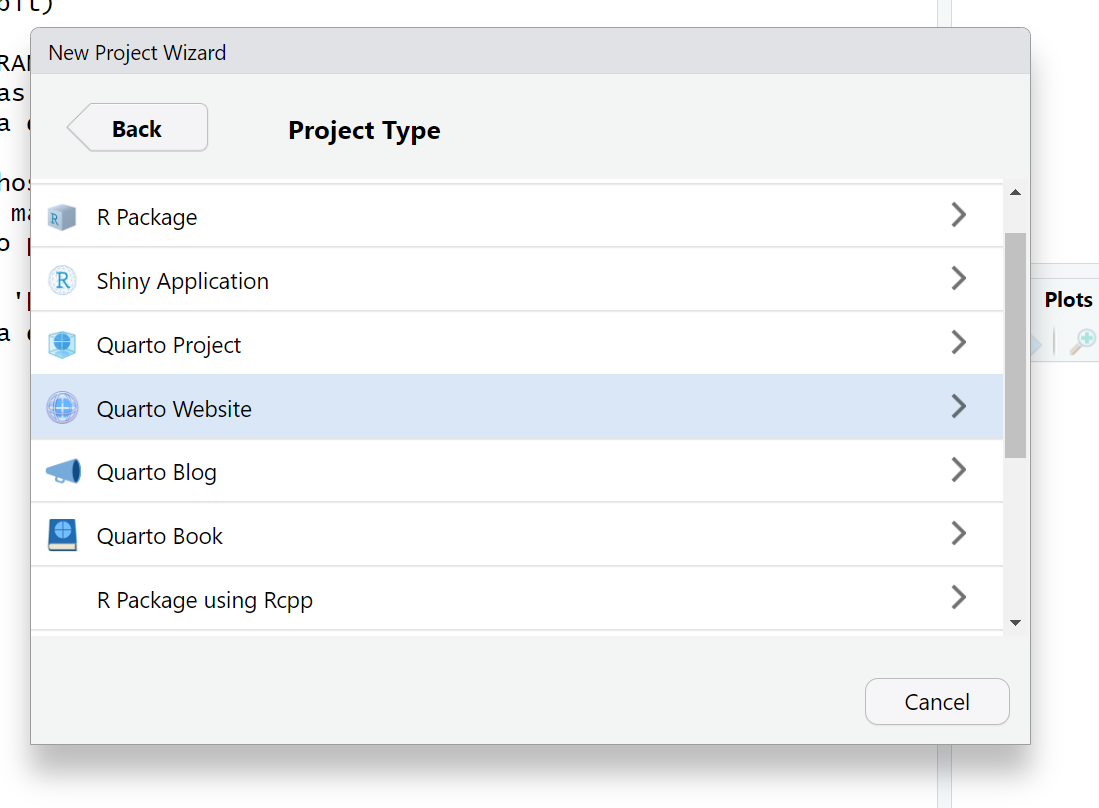 New Project Wizard
Back
Project Type
R Package
Shiny Application
Quarto Project
Quarto Website
Quarto Blog
Quarto Book
R Package using Rcpp
Cancel
as
a
o
a
Plots